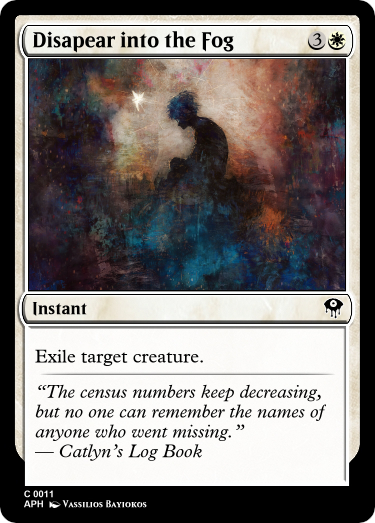 Disapear into the Fog 3
Instant
Exile target creature.
“The census numbers keep decreasing,
but no one can remember the names of
anyone who went missing.”
— Catlyn’s Log Book
C 0011
APH Vassilios Bayiokos